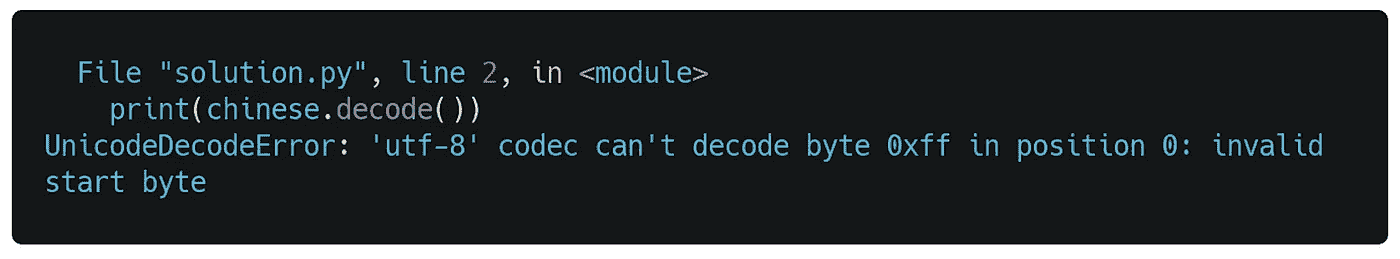 File "solution.py", line 2, in <module>
print(chinese.decode())
UnicodeDecodeError: 'utf-8' codec can't decode byte 0xff in position 0: invalid
start byte